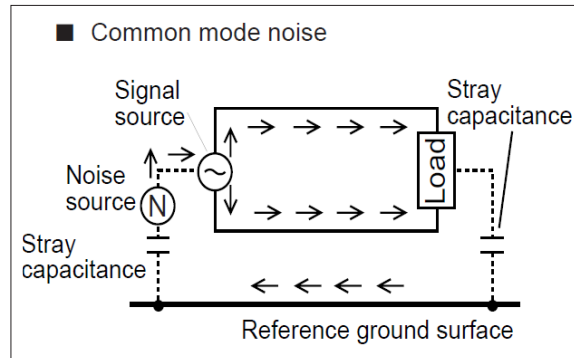 ■ Common mode noise
Signal
source
Stray
capacitance
Noise
source
N
Load
Stray
capacitance
Reference ground surface